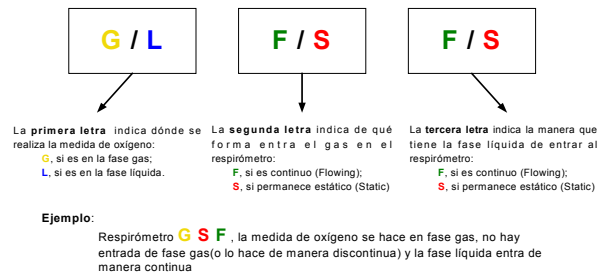 G / L
F / S
F / S
La primera letra indica dónde se
realiza la medida de oxígeno:
G, si es en la fase gas;
L, si es en la fase líquida.
La segunda letra indica de qué
forma entra el gas en el
respirómetro:
F, si es continuo (Flowing);
S, si permanece estático (Static)
La tercera letra indica la manera que
tiene la fase líquida de entrar al
respirómetro:
F, si es continuo (Flowing);
S, si permanece estático (Static)
Ejemplo:
Respirómetro G S F , la medida de oxígeno se hace en fase gas, no hay
entrada de fase gas(o lo hace de manera discontinua) y la fase líquida entra de
manera continua